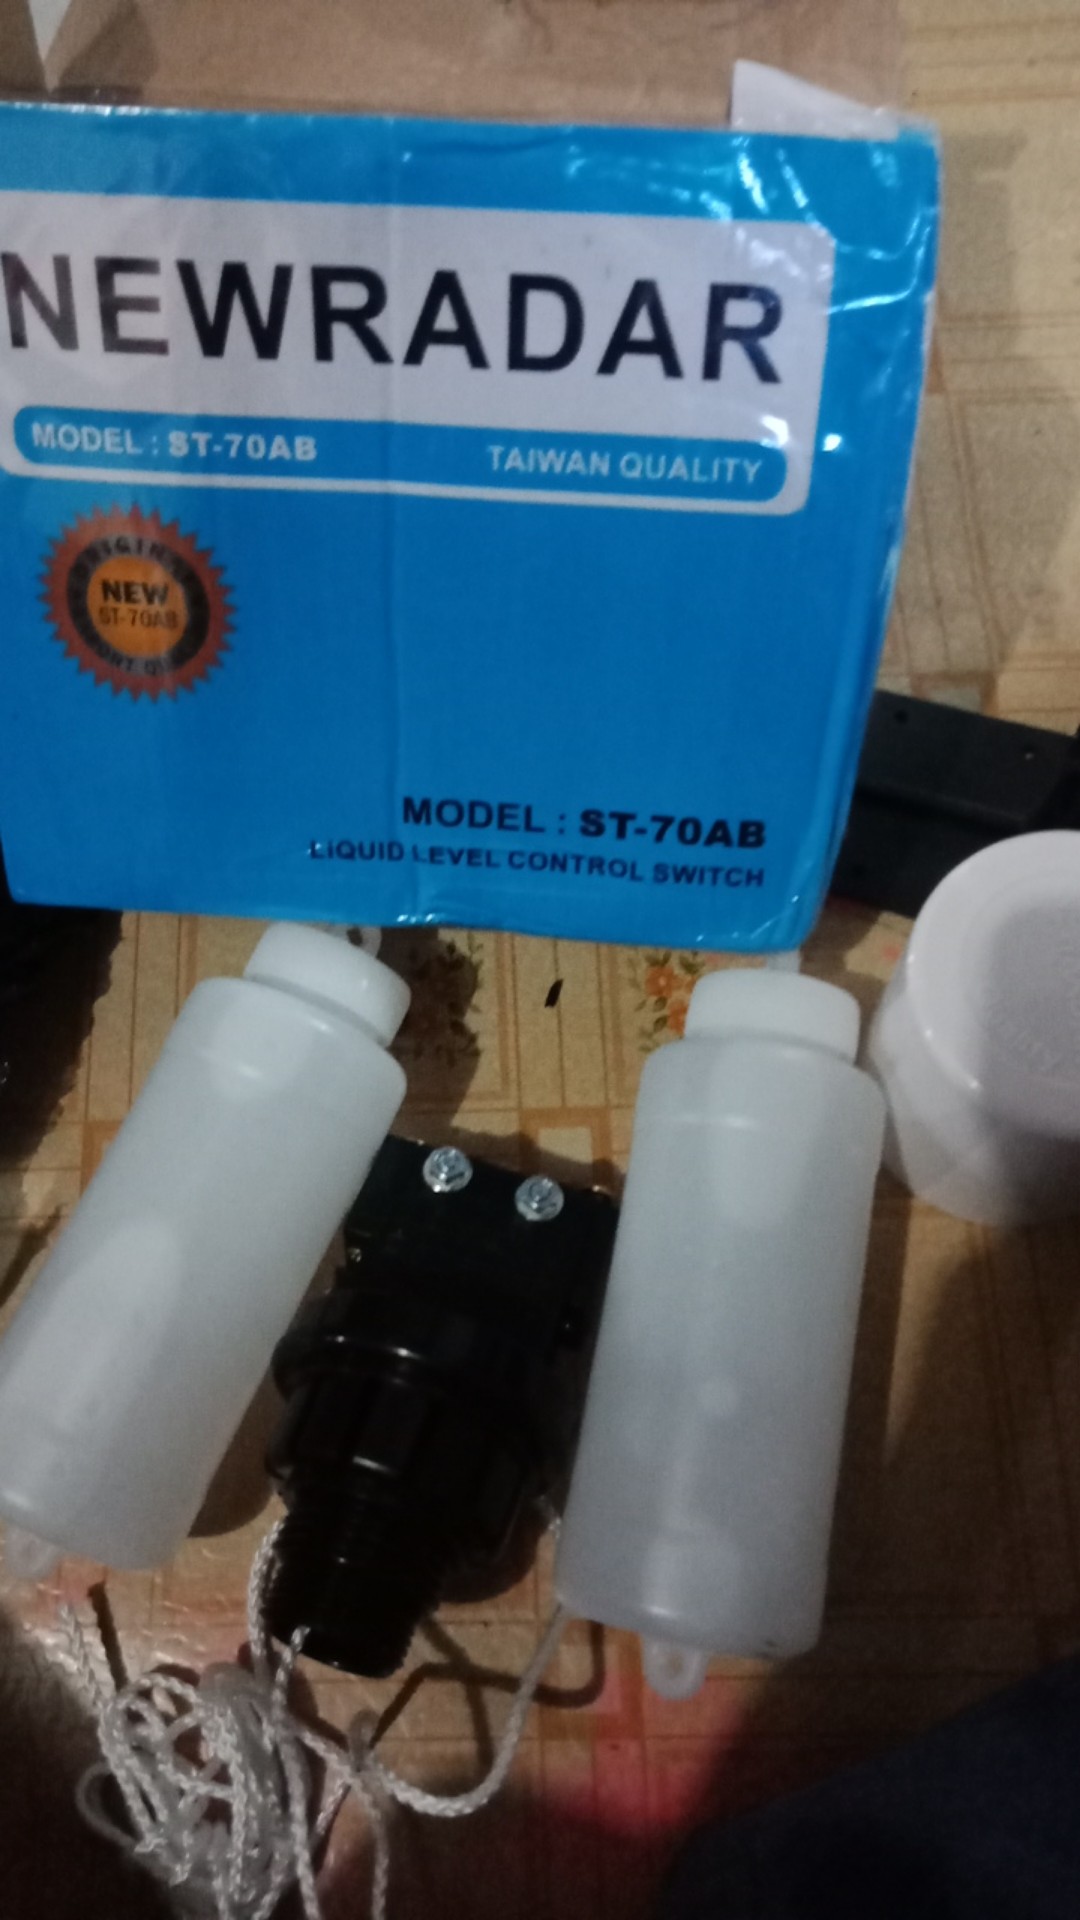 NEWRADAR
MODEL : ST-70AB
TAIWAN QUALITY
NEW
ST-70AB
MODEL : ST-70AB
LIQUID LEVEL CONTROL SWITCH